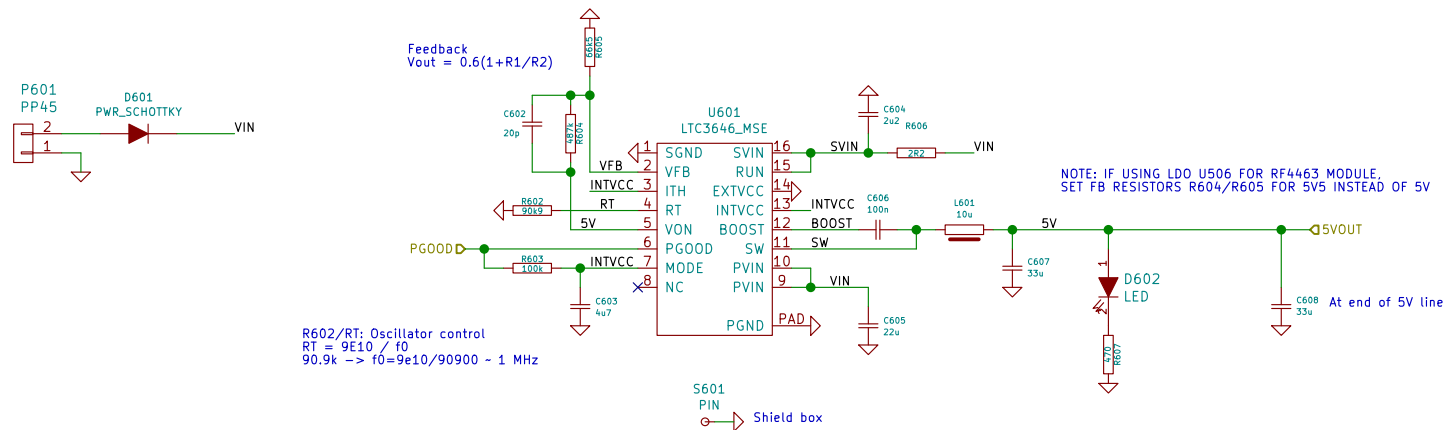 P601
PP45
2
1
D601
PWR_SCHOTTKY
VIN
Feedback
Vout = 0.6(1+R1/R2)
66k5
R605
C602
20p
487k
R604
VFB
INTVCC
R602
90k9
RT
5V
PGOOD
R603
100k
INTVCC
C603
4u7
R602/RT: Oscillator control
RT = 9E10 / f0
90.9k -> f0=9e10/90900 ~ 1 MHz
U601
LTC3646_MSE
1 SGND SVIN 16
2 VFB RUN 15
3 ITH EXTVCC 14
4 RT INTVCC 13
5 VON BOOST 12
6 PGOOD SW 11
7 MODE PVIN 10
8 NC PVIN 9
PGND PAD
C604
2u2
R606
SVIN
2R2
VIN
INTVCC
BOOST
SW
VIN
C606
100n
L601
10u
C605
22u
5V
C607
33u
NOTE: IF USING LDO U506 FOR RF4463 MODULE,
SET FB RESISTORS R604/R605 FOR 5V5 INSTEAD OF 5V
5VOUT
1
D602
LED
2
470
R607
C608
33u
At end of 5V line
S601
PIN
Shield box